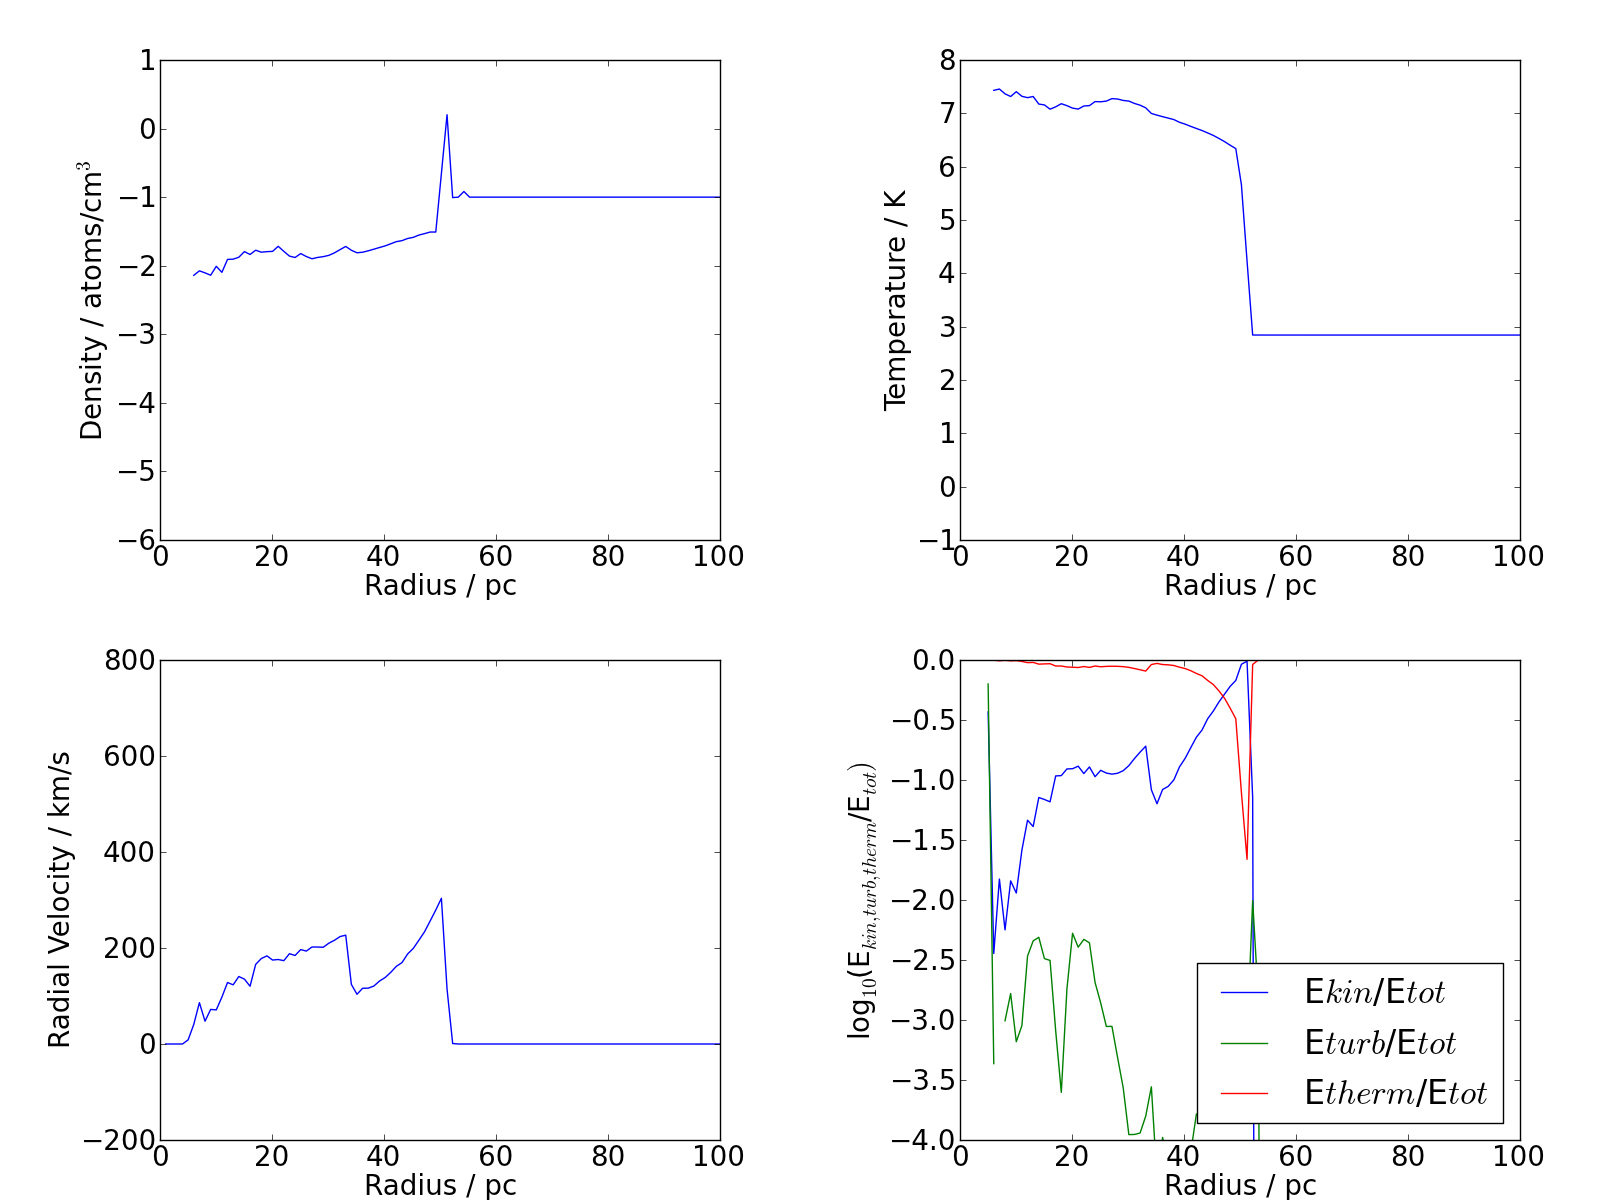 1
0
−1
−2
−3
−4
−5
−6
Density / atoms/cm³
0 20 40 60 80 100
Radius / pc
8
7
6
5
4
3
2
1
0
−1
Temperature / K
0 20 40 60 80 100
Radius / pc
800
600
400
200
0
−200
Radial Velocity / km/s
0 20 40 60 80 100
Radius / pc
0.0
−0.5
−1.0
−1.5
−2.0
−2.5
−3.0
−3.5
−4.0
log₁₀(E_kin,turb,therm/E_tot)
Ekin/Etot
Eturb/Etot
Etherm/Etot
0 20 40 60 80 100
Radius / pc